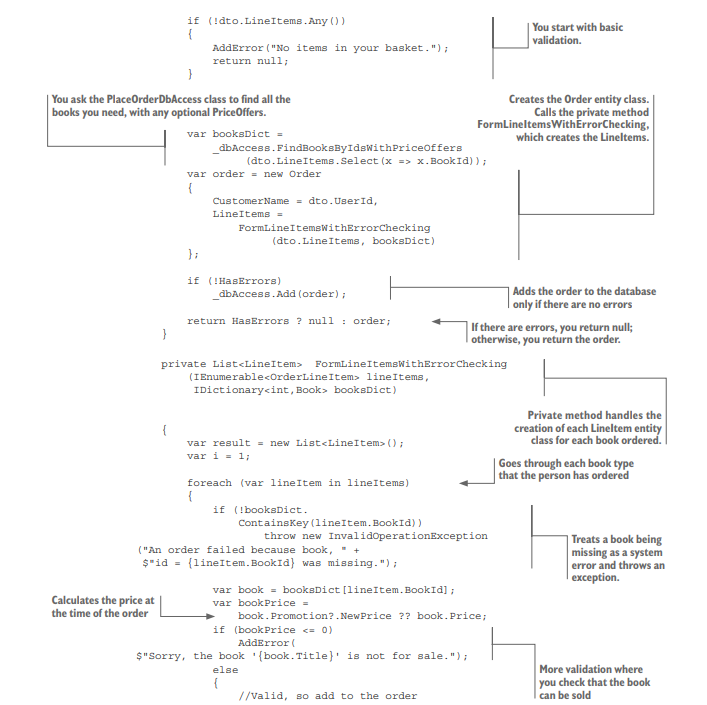 if (!dto.LineItems.Any())
{
AddError("No items in your basket.");
return null;
}
You start with basic
validation.
You ask the PlaceOrderDbAccess class to find all the
books you need, with any optional PriceOffers.
Creates the Order entity class.
Calls the private method
FormLineItemsWithErrorChecking,
which creates the LineItems.
var booksDict =
_dbAccess.FindBooksByIdsWithPriceOffers
(dto.LineItems.Select(x => x.BookId));
var order = new Order
{
CustomerName = dto.UserId,
LineItems =
FormLineItemsWithErrorChecking
(dto.LineItems, booksDict)
};
if (!HasErrors)
_dbAccess.Add(order);
Adds the order to the database
only if there are no errors
return HasErrors ? null : order;
}
If there are errors, you return null;
otherwise, you return the order.
private List<LineItem>  FormLineItemsWithErrorChecking
(IEnumerable<OrderLineItem> lineItems,
IDictionary<int,Book> booksDict)
Private method handles the
creation of each LineItem entity
class for each book ordered.
{
var result = new List<LineItem>();
var i = 1;
Goes through each book type
that the person has ordered
foreach (var lineItem in lineItems)
{
if (!booksDict.
ContainsKey(lineItem.BookId))
throw new InvalidOperationException
("An order failed because book, " +
$"id = {lineItem.BookId} was missing.");
Treats a book being
missing as a system
error and throws an
exception.
Calculates the price at
the time of the order
var book = booksDict[lineItem.BookId];
var bookPrice =
book.Promotion?.NewPrice ?? book.Price;
if (bookPrice <= 0)
AddError(
$"Sorry, the book '{book.Title}' is not for sale.");
else
{
//Valid, so add to the order
More validation where
you check that the book
can be sold